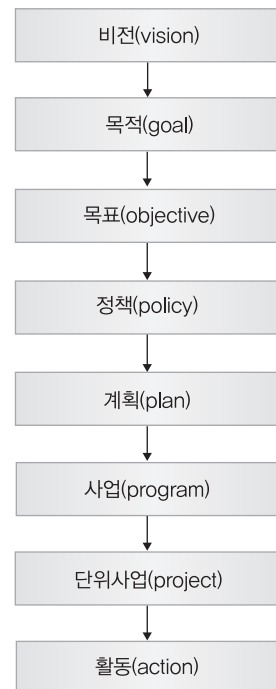 비전(vision)
목적(goal)
목표(objective)
정책(policy)
계획(plan)
사업(program)
단위사업(project)
활동(action)